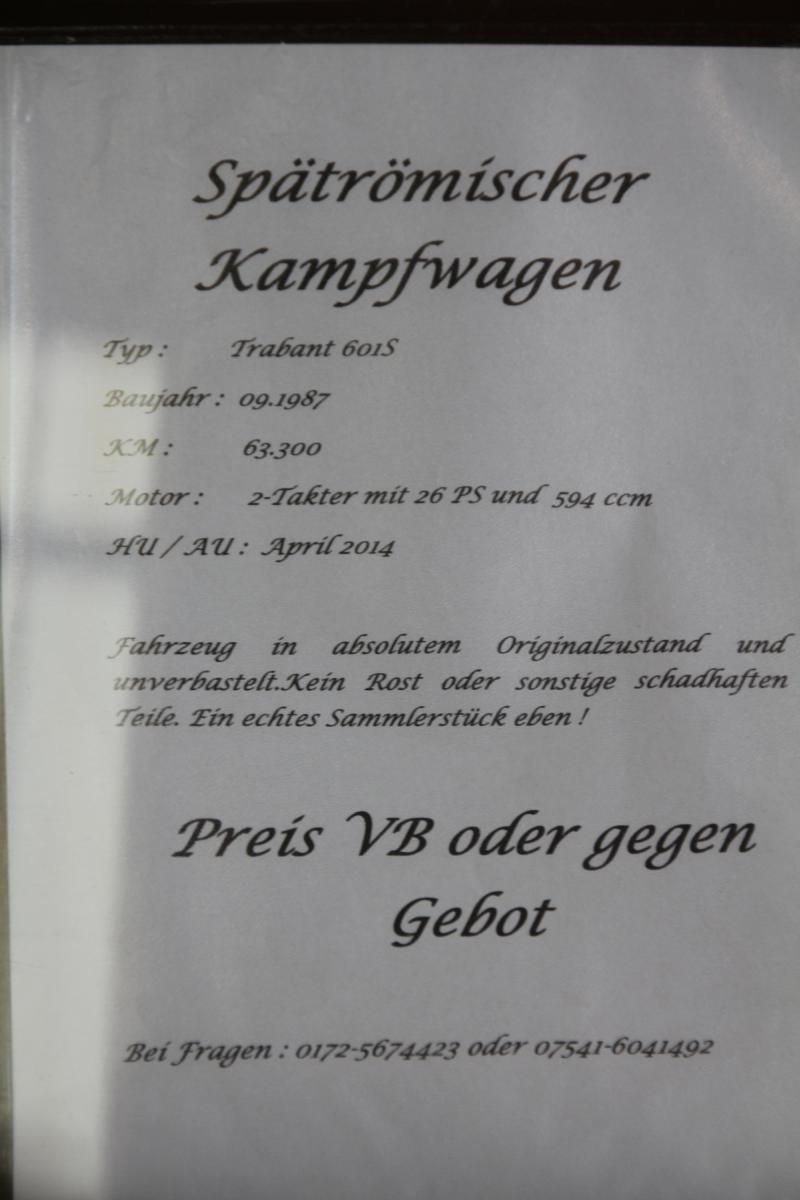 Spätrömischer
Kampfwagen
Typ : Trabant 601S
Baujahr : 09.1987
KM : 63.300
Motor : 2-Takter mit 26 PS und 594 ccm
HU / AU : April 2014
Fahrzeug in absolutem Originalzustand und
unverbastelt.Kein Rost oder sonstige schadhaften
Teile. Ein echtes Sammlerstück eben !
Preis VB oder gegen
Gebot
Bei Fragen : 0172-5674423 oder 07541-6041492